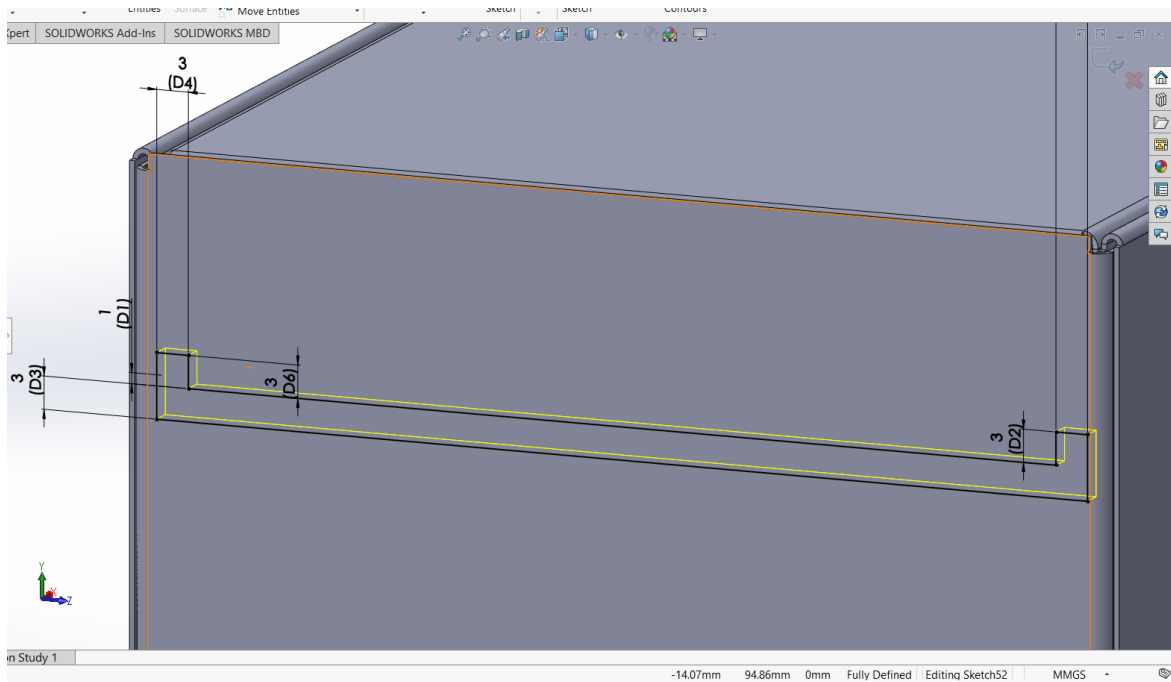 Entities
Surface
Move Entities
Sketch
Sketch
Contours
xpert
SOLIDWORKS Add-Ins
SOLIDWORKS MBD
3
(D4)
1
(D1)
3
(D3)
3
(D6)
3
(D2)
Y
X
Z
on Study 1
-14.07mm 94.86mm 0mm Fully Defined Editing Sketch52 MMGS